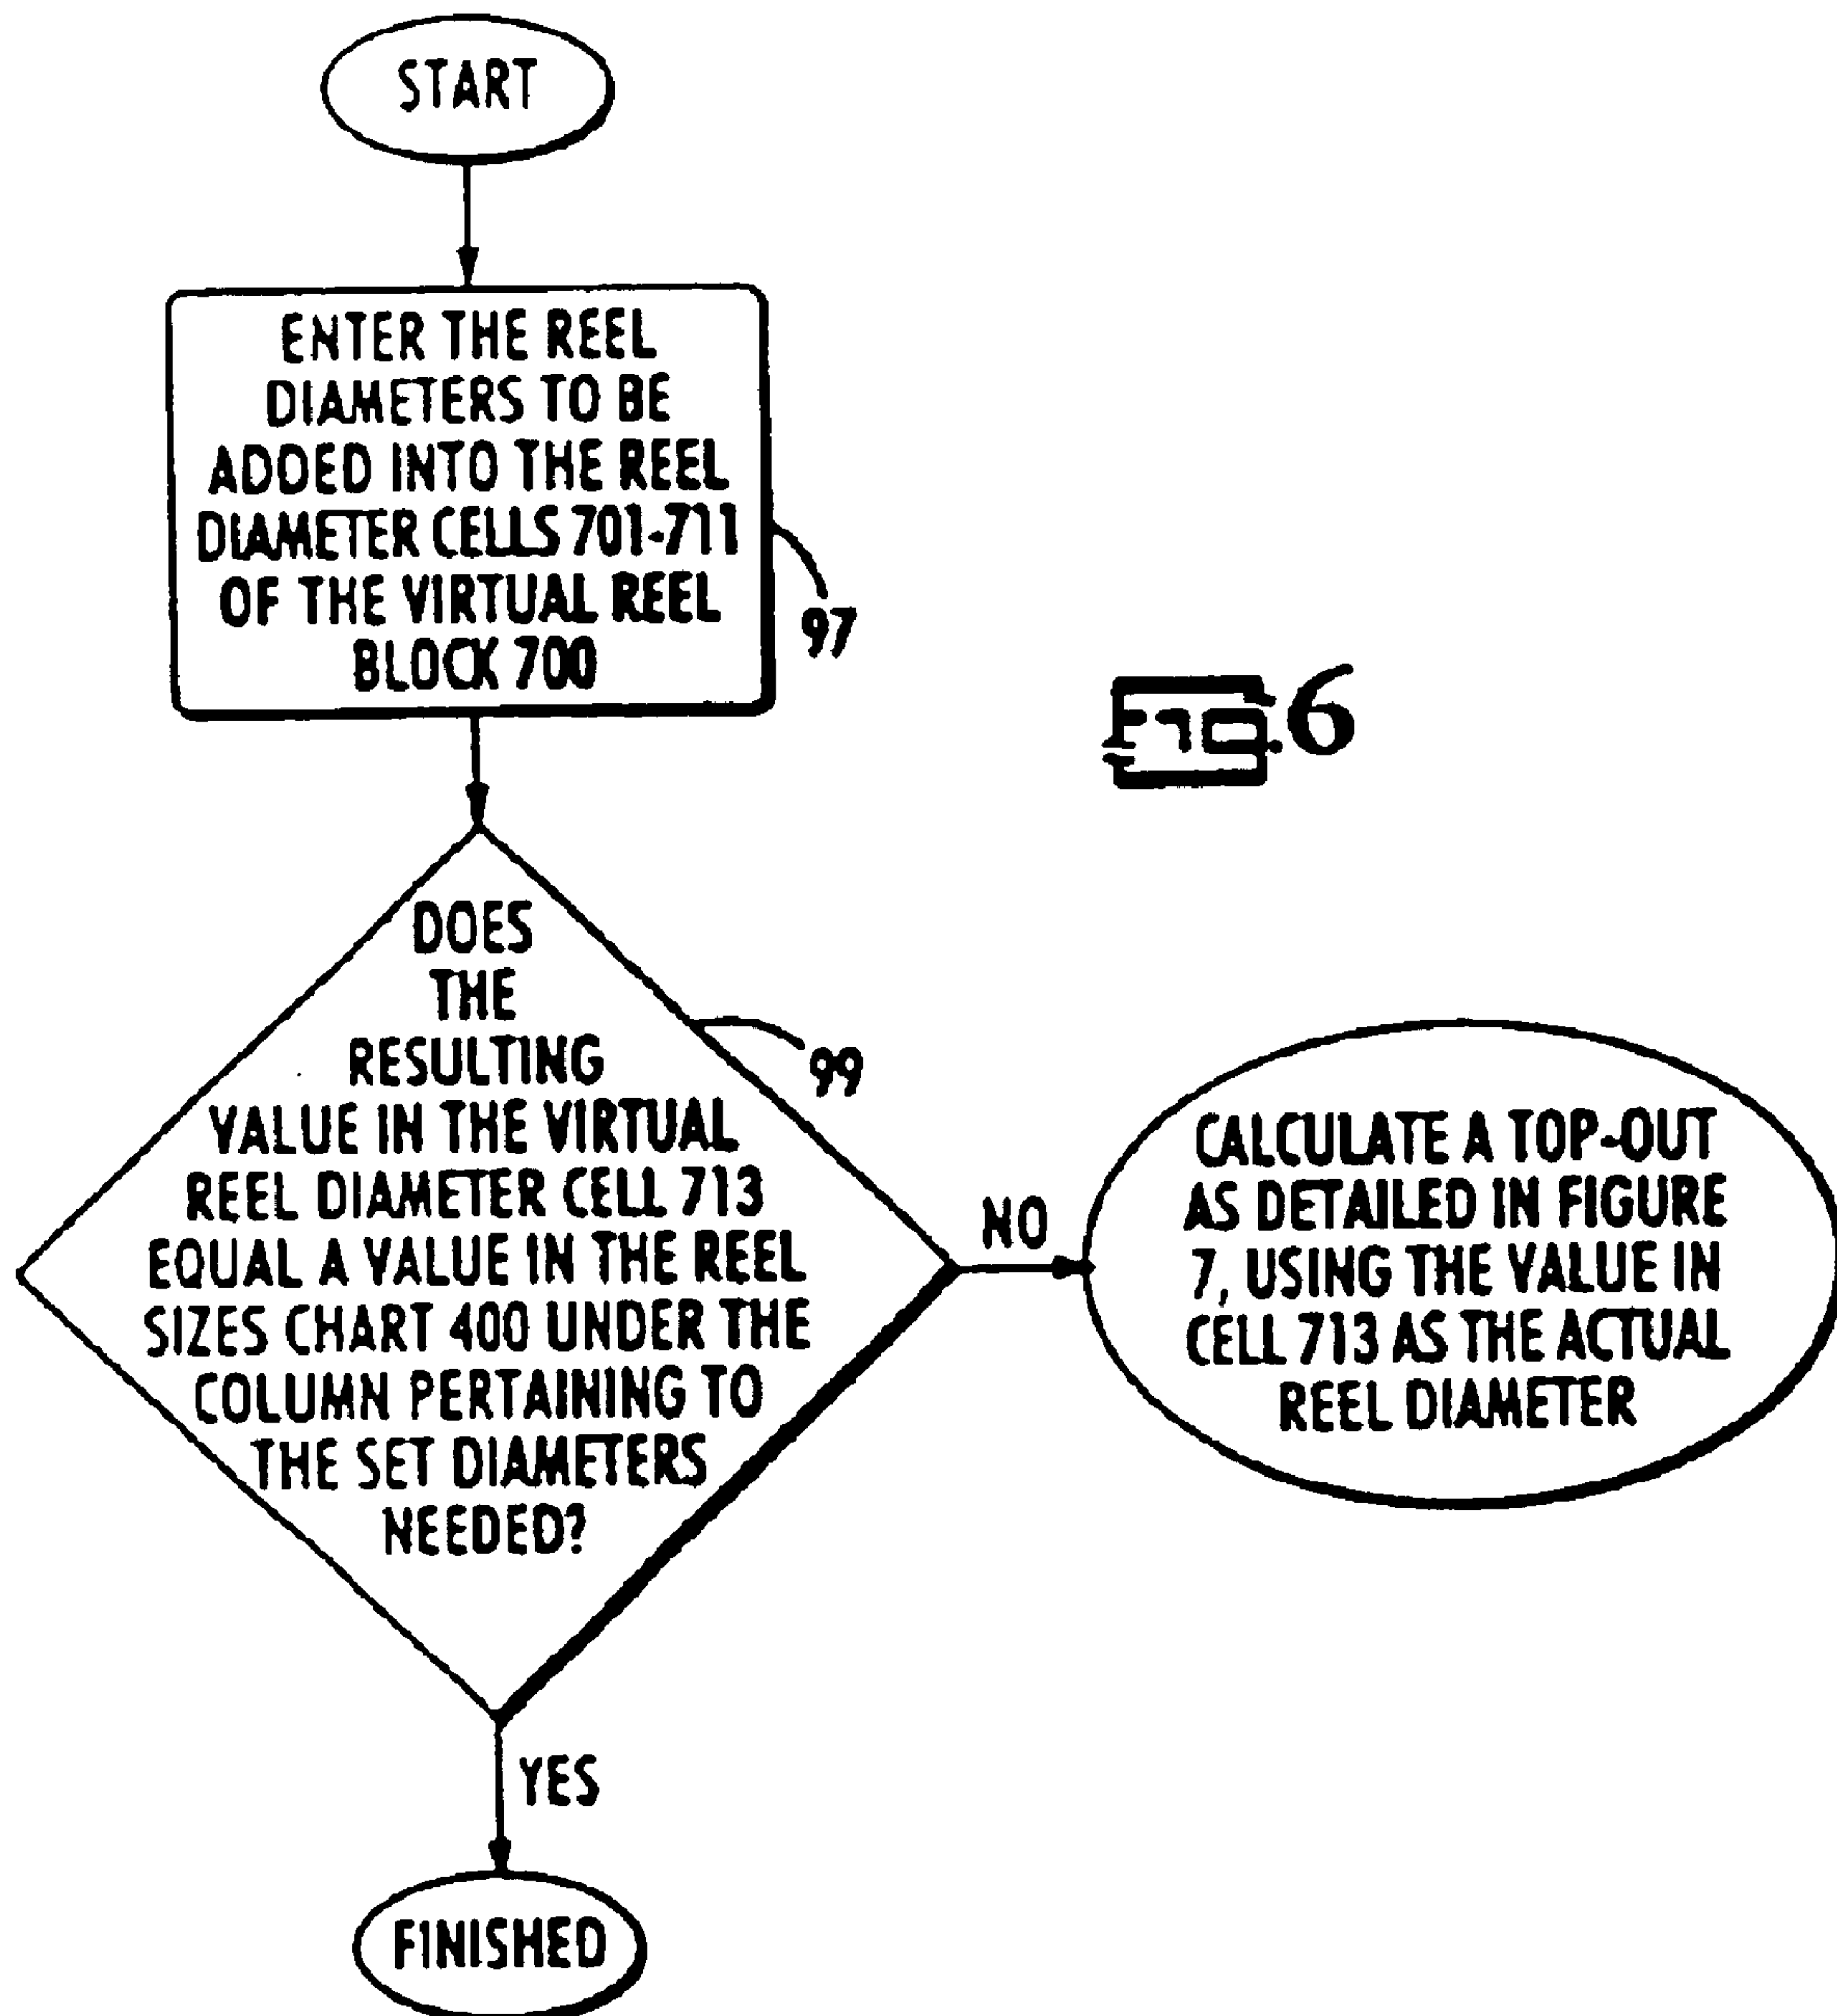 START
ENTER THE REEL
DIAMETERS TO BE
ADDED INTO THE REEL
DIAMETER CELLS 701-711
OF THE VIRTUAL REEL
BLOCK 700
97
Fig.6
DOES
THE
RESULTING
VALUE IN THE VIRTUAL
REEL DIAMETER CELL 713
EQUAL A VALUE IN THE REEL
SIZES CHART 400 UNDER THE
COLUMN PERTAINING TO
THE SET DIAMETERS
NEEDED?
99
NO
CALCULATE A TOP-OUT
AS DETAILED IN FIGURE
7, USING THE VALUE IN
CELL 713 AS THE ACTUAL
REEL DIAMETER
YES
FINISHED